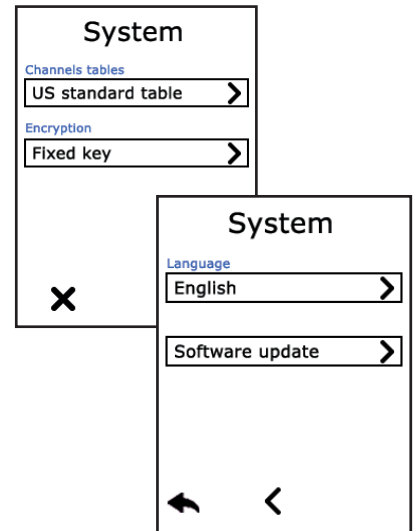 System
Channels tables
US standard table
Encryption
Fixed key
System
Language
English
Software update